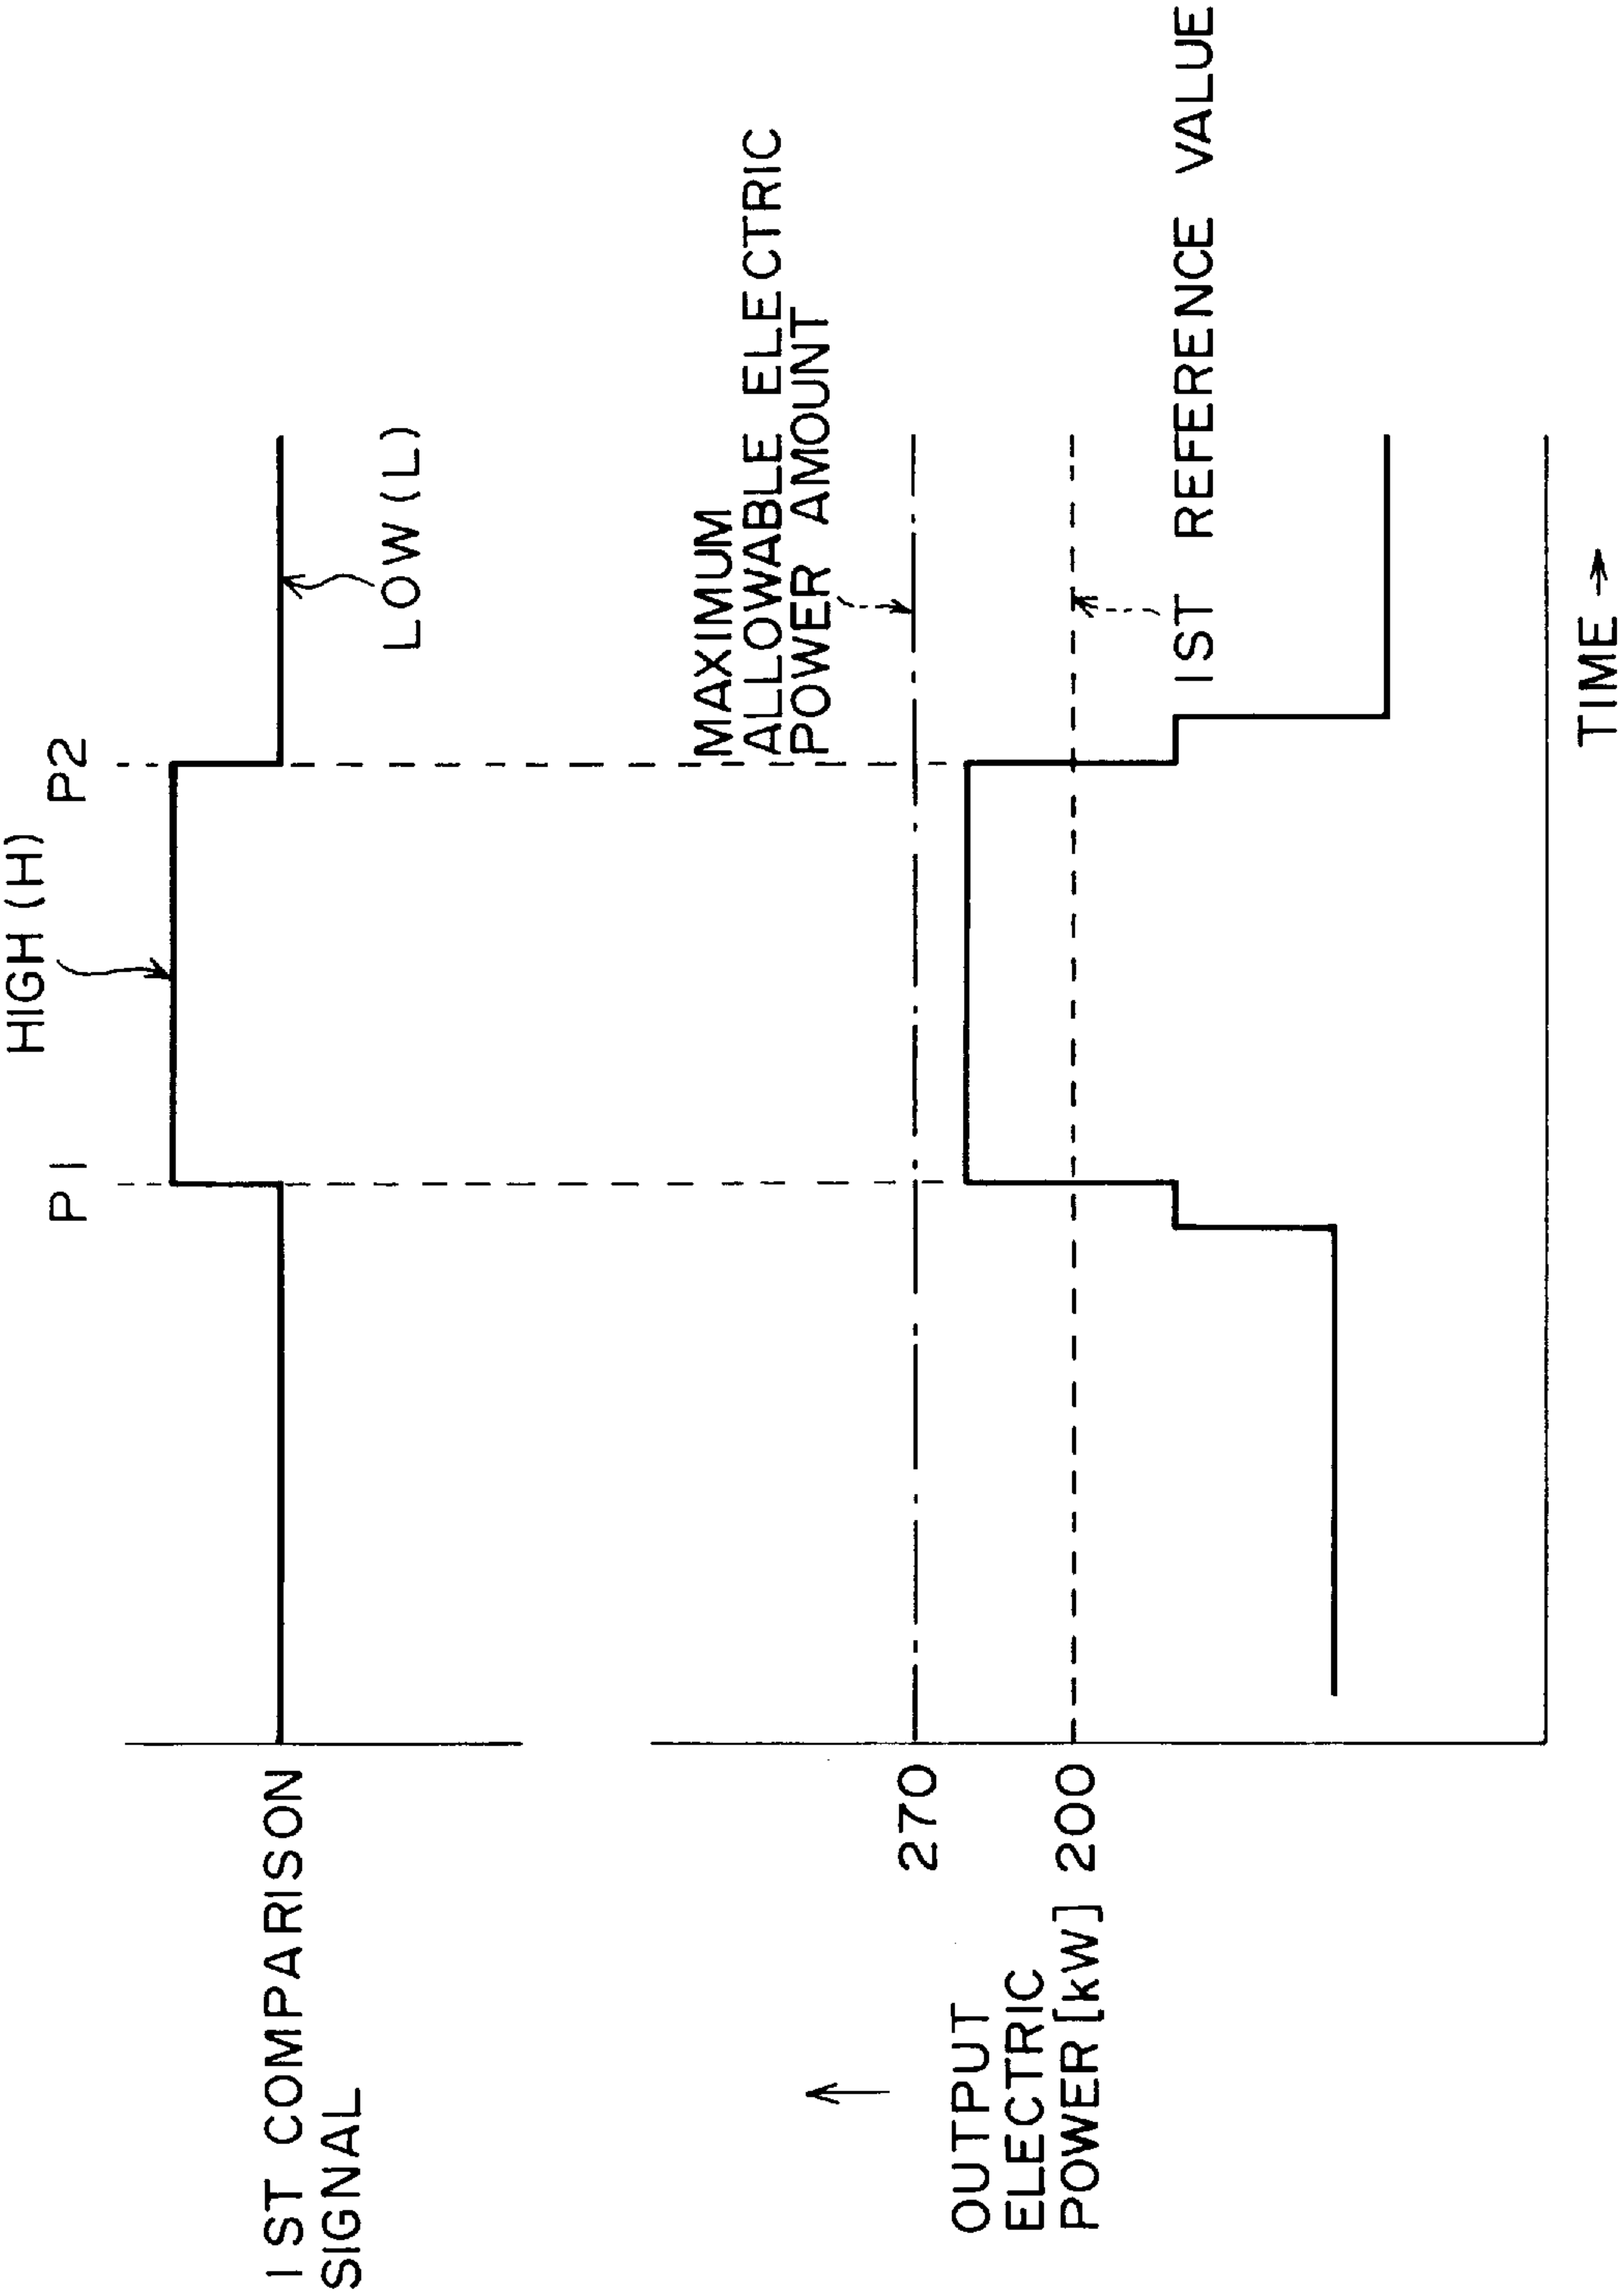 P1
HIGH (H)
P2
1ST COMPARISON
SIGNAL
LOW (L)
MAXIMUM
ALLOWABLE ELECTRIC
POWER AMOUNT
270
OUTPUT
ELECTRIC
POWER [kW] 200
1ST REFERENCE VALUE
TIME